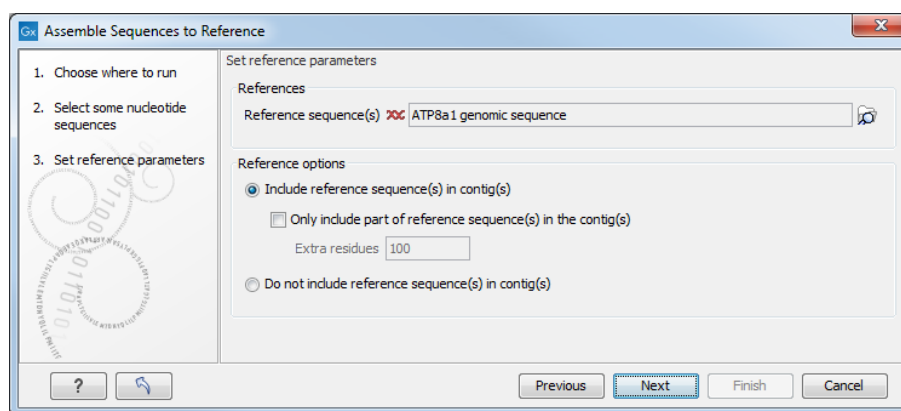 Gx Assemble Sequences to Reference
1. Choose where to run
2. Select some nucleotide
sequences
3. Set reference parameters
Set reference parameters
References
Reference sequence(s) ATP8a1 genomic sequence
Reference options
Include reference sequence(s) in contig(s)
Only include part of reference sequence(s) in the contig(s)
Extra residues 100
Do not include reference sequence(s) in contig(s)
? Previous Next Finish Cancel